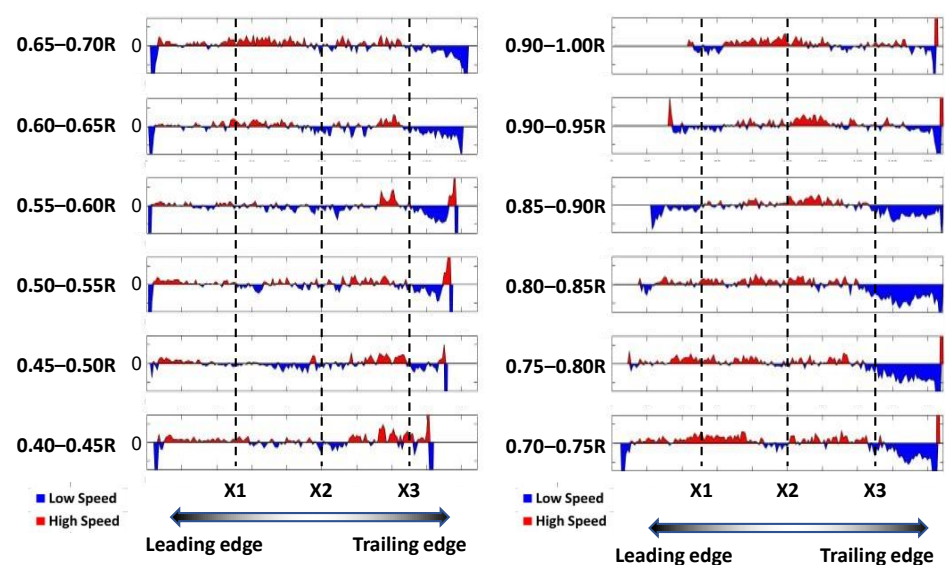 0.65–0.70R 0
0.60–0.65R 0
0.55–0.60R 0
0.50–0.55R 0
0.45–0.50R 0
0.40–0.45R 0
X1 X2 X3
Low Speed
High Speed
Leading edge Trailing edge
0.90–1.00R
0.90–0.95R
0.85–0.90R
0.80–0.85R
0.75–0.80R
0.70–0.75R
X1 X2 X3
Low Speed
High Speed
Leading edge Trailing edge